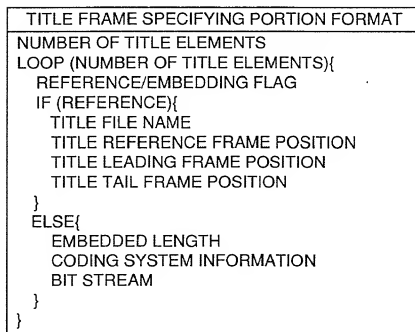 TITLE FRAME SPECIFYING PORTION FORMAT
NUMBER OF TITLE ELEMENTS
LOOP (NUMBER OF TITLE ELEMENTS){
REFERENCE/EMBEDDING FLAG
IF (REFERENCE){
TITLE FILE NAME
TITLE REFERENCE FRAME POSITION
TITLE LEADING FRAME POSITION
TITLE TAIL FRAME POSITION
}
ELSE{
EMBEDDED LENGTH
CODING SYSTEM INFORMATION
BIT STREAM
}
}